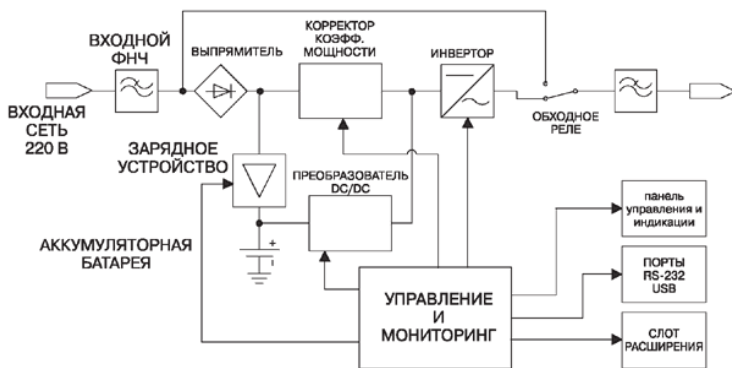 КОРРЕКТОР
КОЭФФ.
МОЩНОСТИ
ВХОДНОЙ
ФНЧ
ВЫПРЯМИТЕЛЬ
ИНВЕРТОР
ВХОДНАЯ
СЕТЬ
220 В
ОБХОДНОЕ
РЕЛЕ
ЗАРЯДНОЕ
УСТРОЙСТВО
ПРЕОБРАЗОВАТЕЛЬ
DC/DC
+
-
АККУМУЛЯТОРНАЯ
БАТАРЕЯ
УПРАВЛЕНИЕ
И
МОНИТОРИНГ
панель
управления и
индикации
ПОРТЫ
RS-232
USB
СЛОТ
РАСШИРЕНИЯ